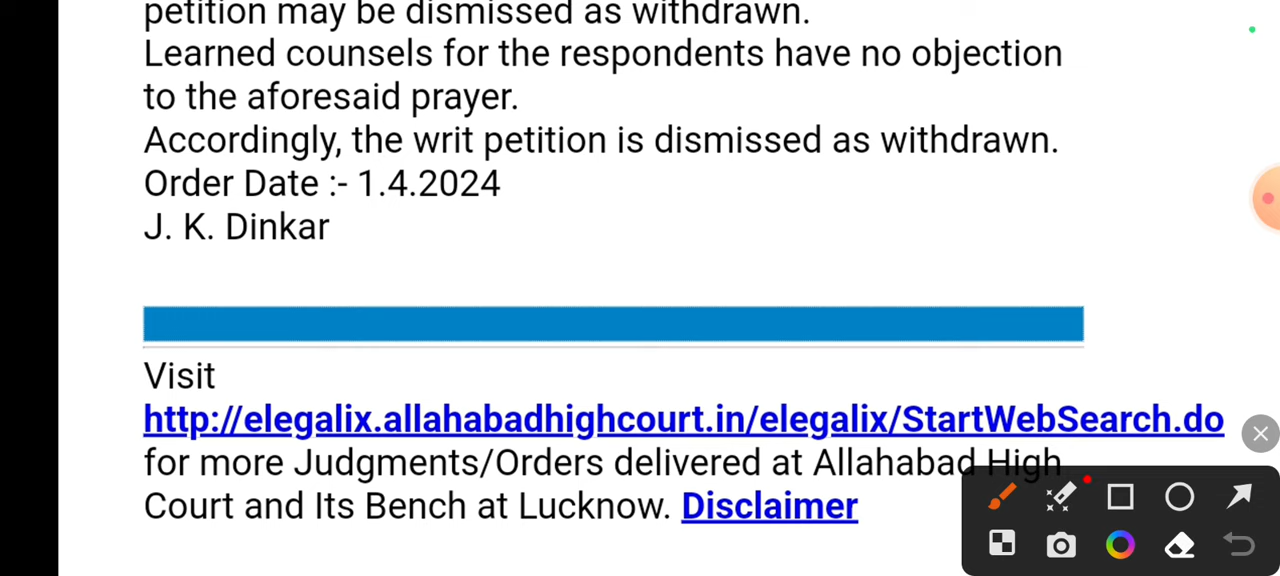 petition may be dismissed as withdrawn.
Learned counsels for the respondents have no objection
to the aforesaid prayer.
Accordingly, the writ petition is dismissed as withdrawn.
Order Date :- 1.4.2024
J. K. Dinkar
Visit
http://elegalix.allahabadhighcourt.in/elegalix/StartWebSearch.do
for more Judgments/Orders delivered at Allahabad High
Court and Its Bench at Lucknow. Disclaimer